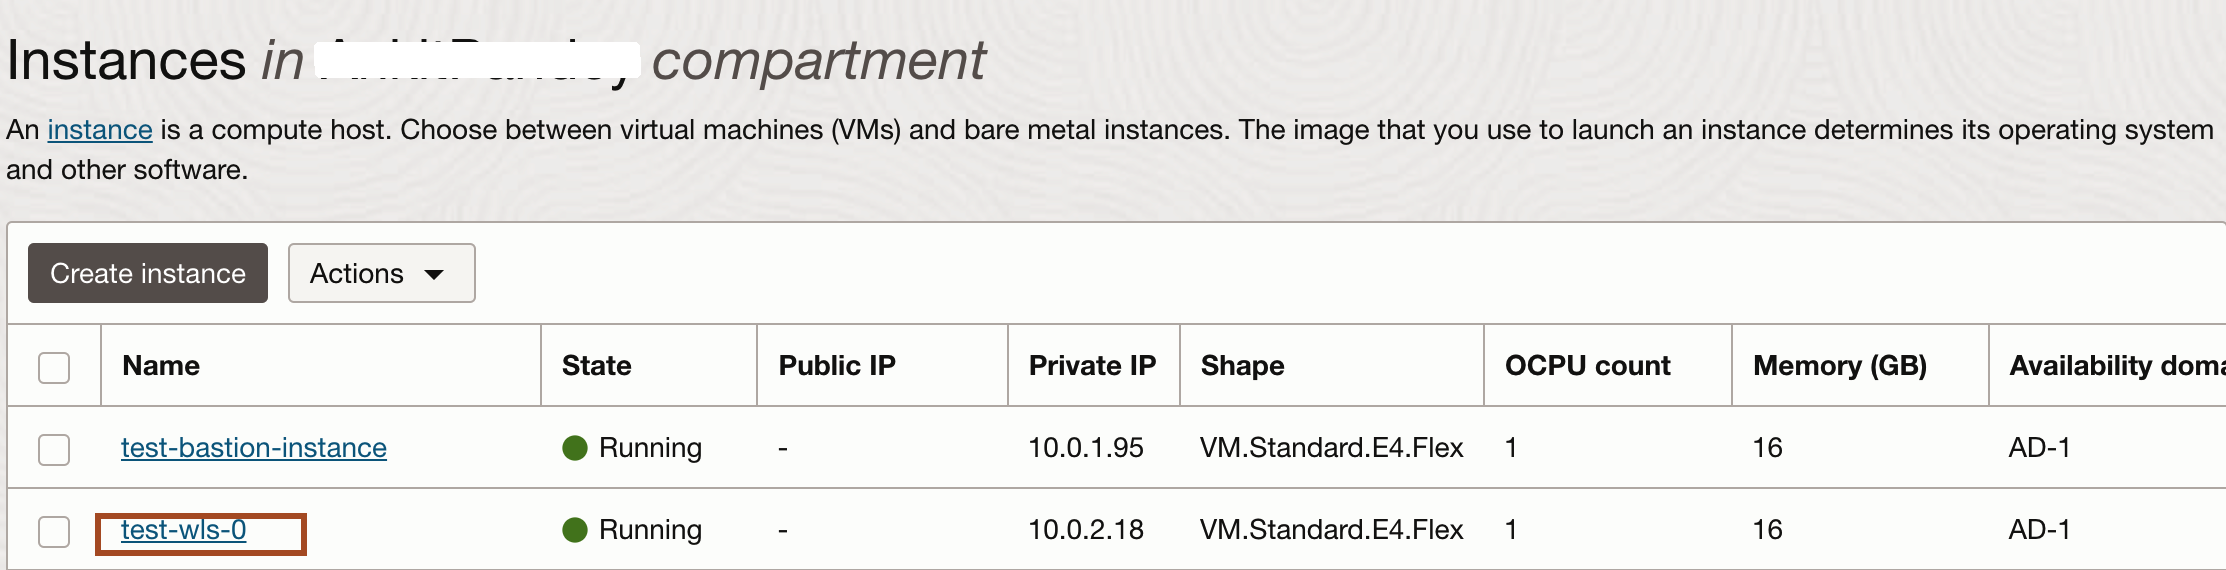 Instances in compartment
An instance is a compute host. Choose between virtual machines (VMs) and bare metal instances. The image that you use to launch an instance determines its operating system
and other software.
Create instance Actions
Name State Public IP Private IP Shape OCPU count Memory (GB) Availability doma
test-bastion-instance Running - 10.0.1.95 VM.Standard.E4.Flex 1 16 AD-1
test-wls-0 Running - 10.0.2.18 VM.Standard.E4.Flex 1 16 AD-1